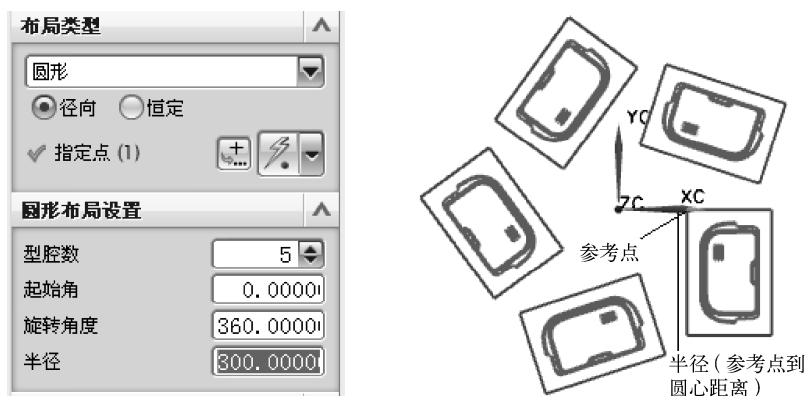 布局类型
圆形
径向 恒定
指定点 (1)
圆形布局设置
型腔数 5
起始角 0.0000
旋转角度 360.0000
半径 300.0000
YC
ZC XC
参考点
半径(参考点到
圆心距离)